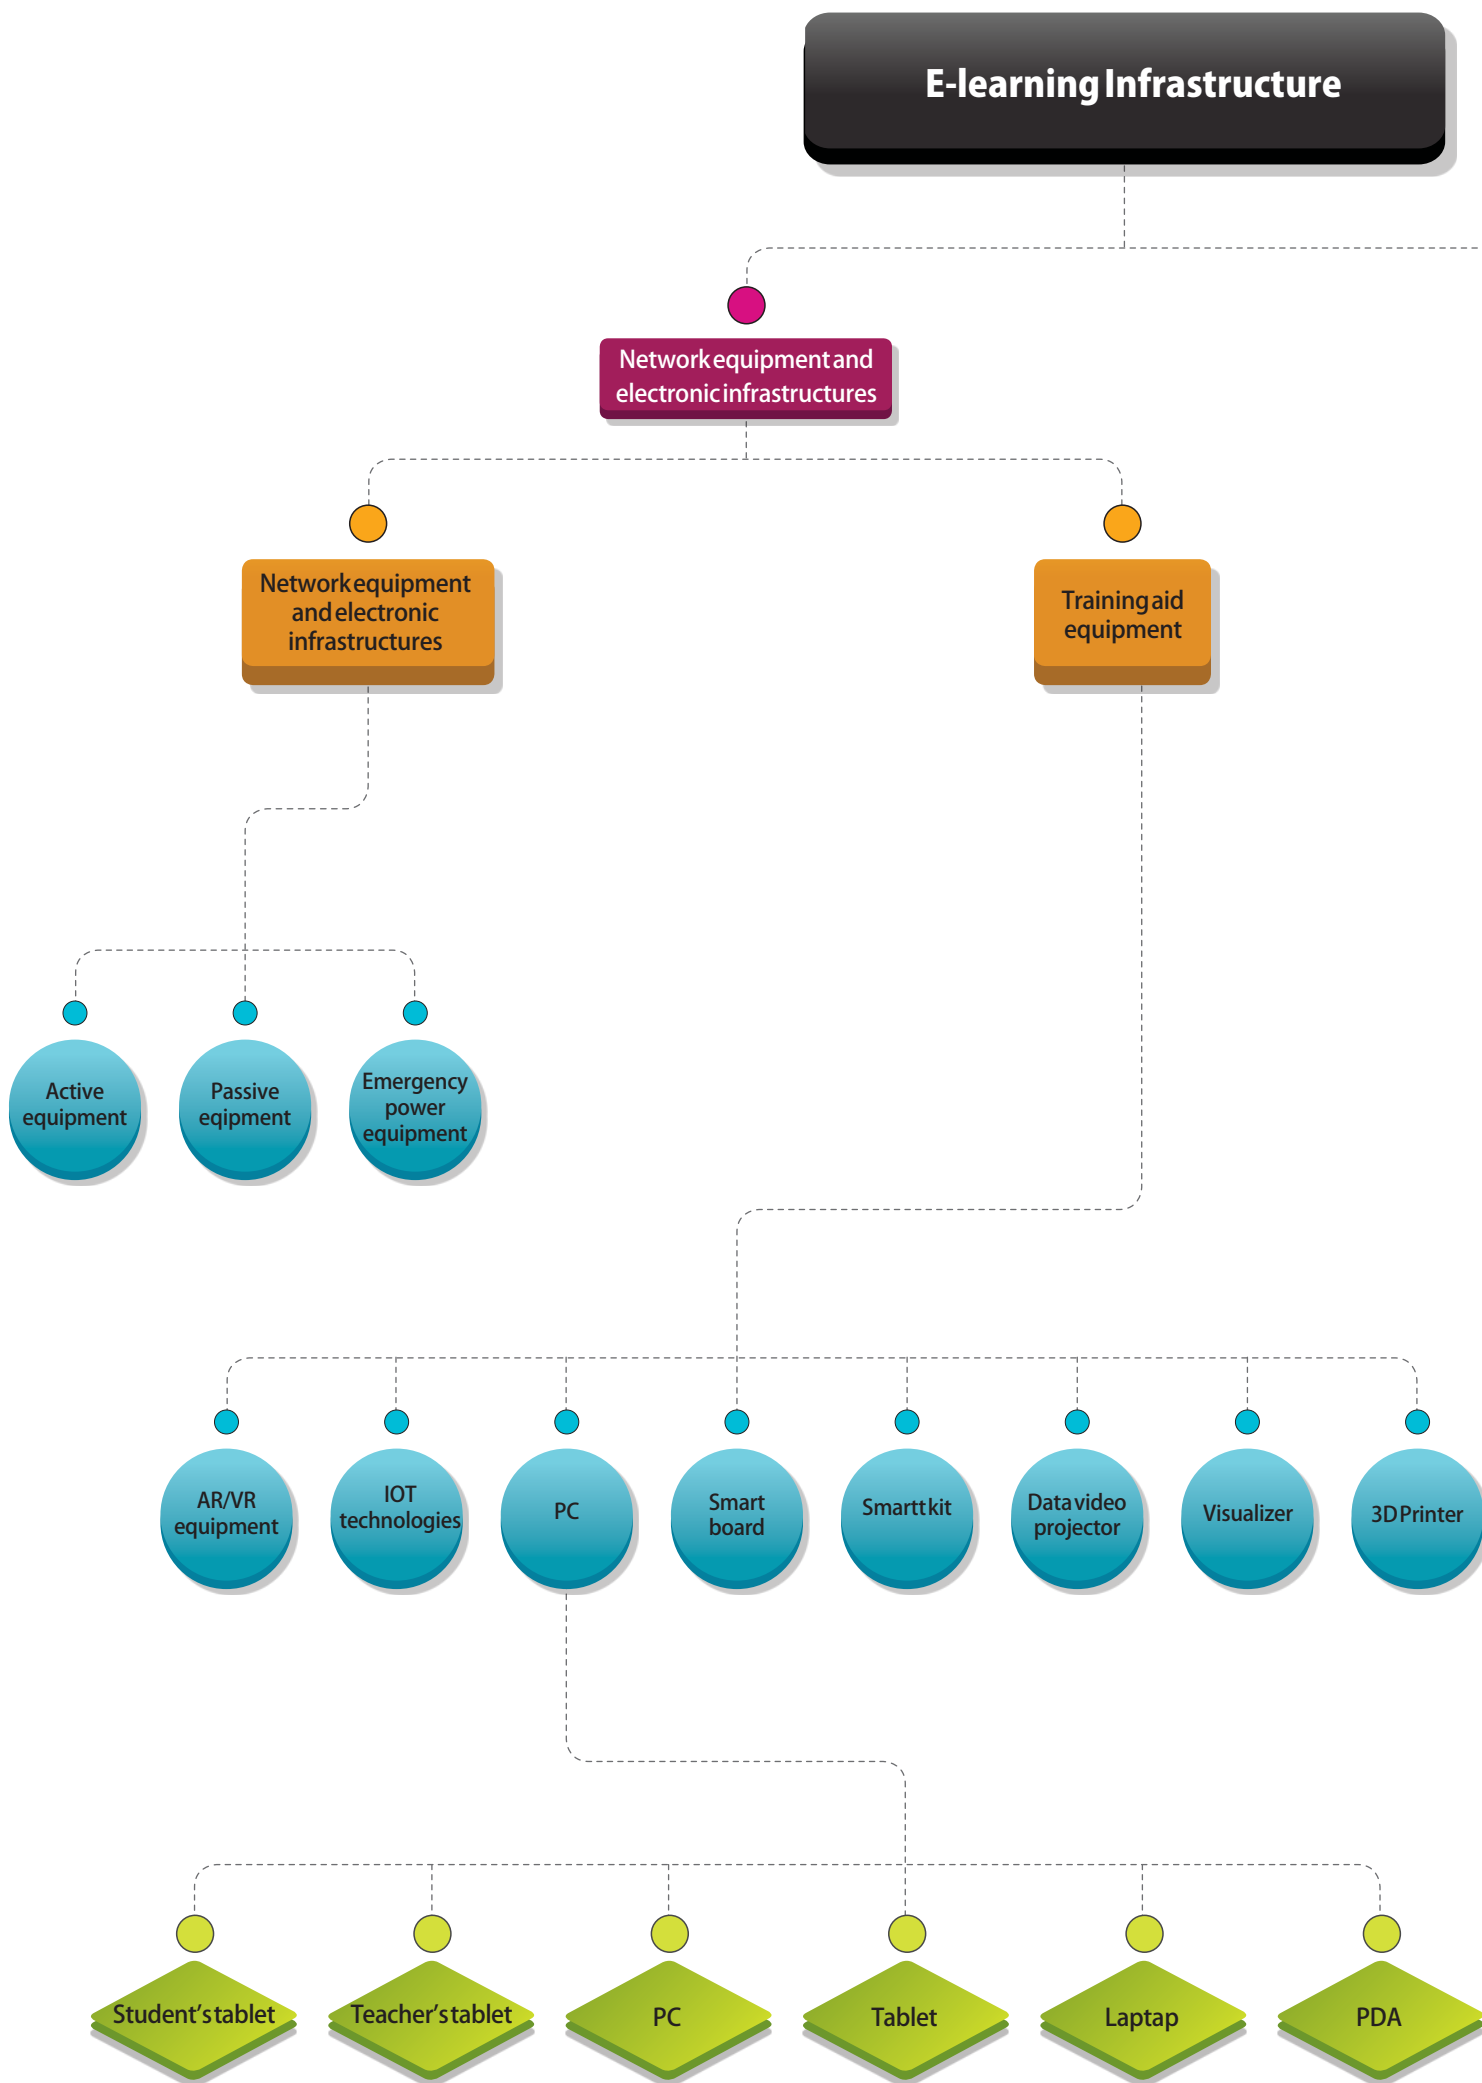 E-learning Infrastructure
Network equipment and
electronic infrastructures
Network equipment
and electronic
infrastructures
Training aid
equipment
Active
equipment
Passive
eqipment
Emergency
power
equipment
AR/VR
equipment
IOT
technologies
PC
Smart
board
Smartt kit
Data video
projector
Visualizer
3D Printer
Student's tablet
Teacher's tablet
PC
Tablet
Laptap
PDA